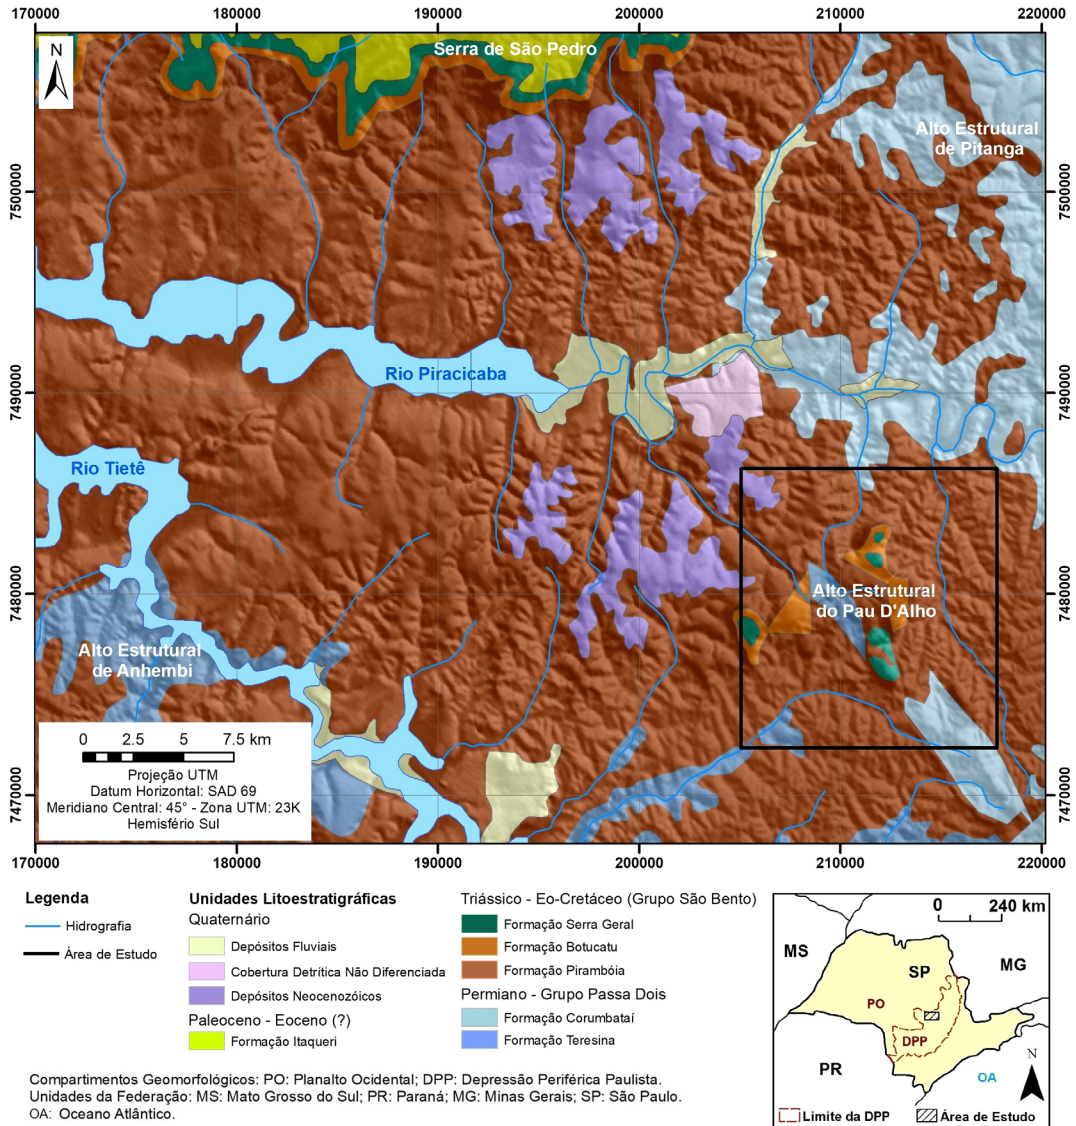 170000 180000 190000 200000 210000 220000
N
Serra de São Pedro
Alto Estrutural
de Pitanga
7500000
7500000
Rio Piracicaba
7490000
7490000
Rio Tietê
7480000
7480000
Alto Estrutural
do Pau D'Alho
Alto Estrutural
de Anhembi
0 2.5 5 7.5 km
Projeção UTM
Datum Horizontal: SAD 69
Meridiano Central: 45° - Zona UTM: 23K
Hemisfério Sul
7470000
7470000
170000 180000 190000 200000 210000 220000
Legenda
Hidrografia
Área de Estudo
Unidades Litoestratigráficas
Quaternário
Depósitos Fluviais
Cobertura Detrítica Não Diferenciada
Depósitos Neocenozóicos
Paleoceno - Eoceno (?)
Formação Itaqueri
Triássico - Eo-Cretáceo (Grupo São Bento)
Formação Serra Geral
Formação Botucatu
Formação Pirambóia
Permiano - Grupo Passa Dois
Formação Corumbataí
Formação Teresina
0 240 km
MS
SP
MG
PO
DPP
PR
OA
N
Limite da DPP
Área de Estudo
Compartimentos Geomorfológicos: PO: Planalto Ocidental; DPP: Depressão Periférica Paulista.
Unidades da Federação: MS: Mato Grosso do Sul; PR: Paraná; MG: Minas Gerais; SP: São Paulo.
OA: Oceano Atlântico.